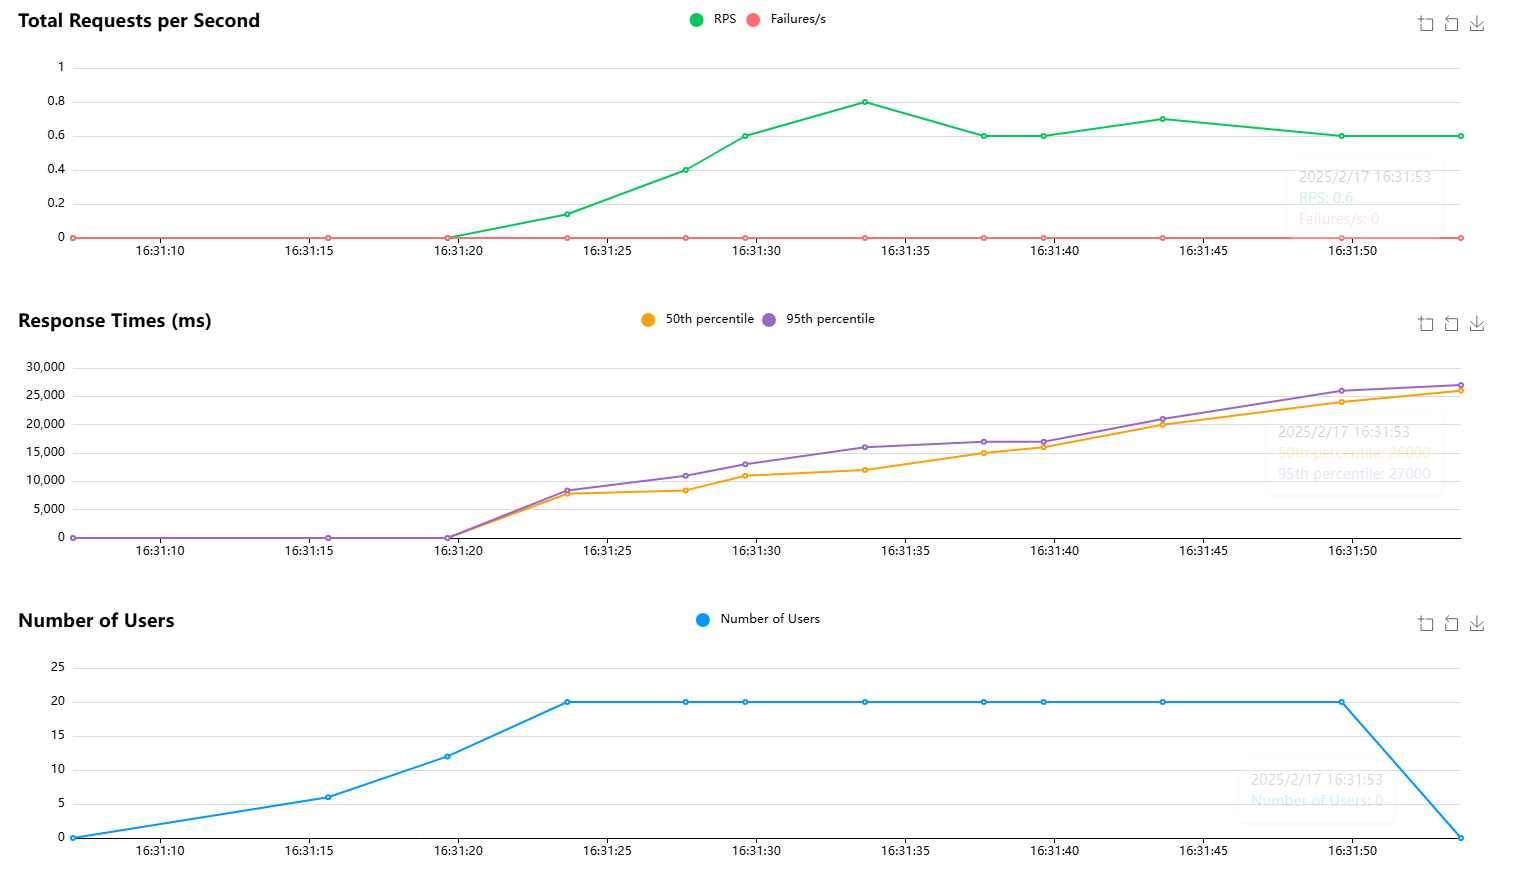 Total Requests per Second
RPS Failures/s
1
0.8
0.6
0.4
0.2
0
2025/2/17 16:31:53
RPS: 0.6
Failures/s: 0
16:31:10 16:31:15 16:31:20 16:31:25 16:31:30 16:31:35 16:31:40 16:31:45 16:31:50
Response Times (ms)
50th percentile 95th percentile
30,000
25,000
20,000
15,000
10,000
5,000
0
2025/2/17 16:31:53
50th percentile: 26000
95th percentile: 27000
16:31:10 16:31:15 16:31:20 16:31:25 16:31:30 16:31:35 16:31:40 16:31:45 16:31:50
Number of Users
Number of Users
25
20
15
10
5
0
2025/2/17 16:31:53
Number of Users: 0
16:31:10 16:31:15 16:31:20 16:31:25 16:31:30 16:31:35 16:31:40 16:31:45 16:31:50